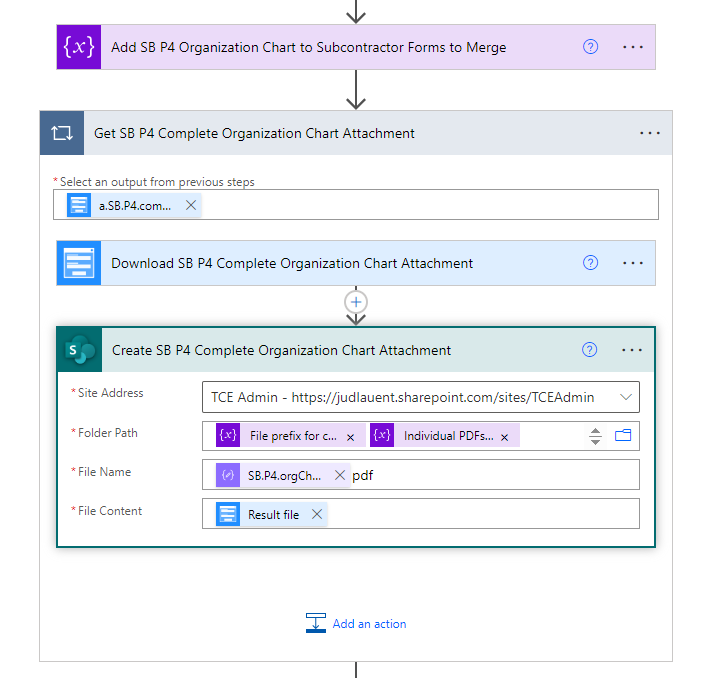 {x} Add SB P4 Organization Chart to Subcontractor Forms to Merge ? ...
Get SB P4 Complete Organization Chart Attachment ...
*Select an output from previous steps
a.SB.P4.com... ×
Download SB P4 Complete Organization Chart Attachment ? ...
+
S Create SB P4 Complete Organization Chart Attachment ? ...
*Site Address TCE Admin - https://judlauent.sharepoint.com/sites/TCEAdmin
*Folder Path {x} File prefix for c... × {x} Individual PDFs... ×
*File Name SB.P4.orgCh... × pdf
*File Content Result file ×
Add an action